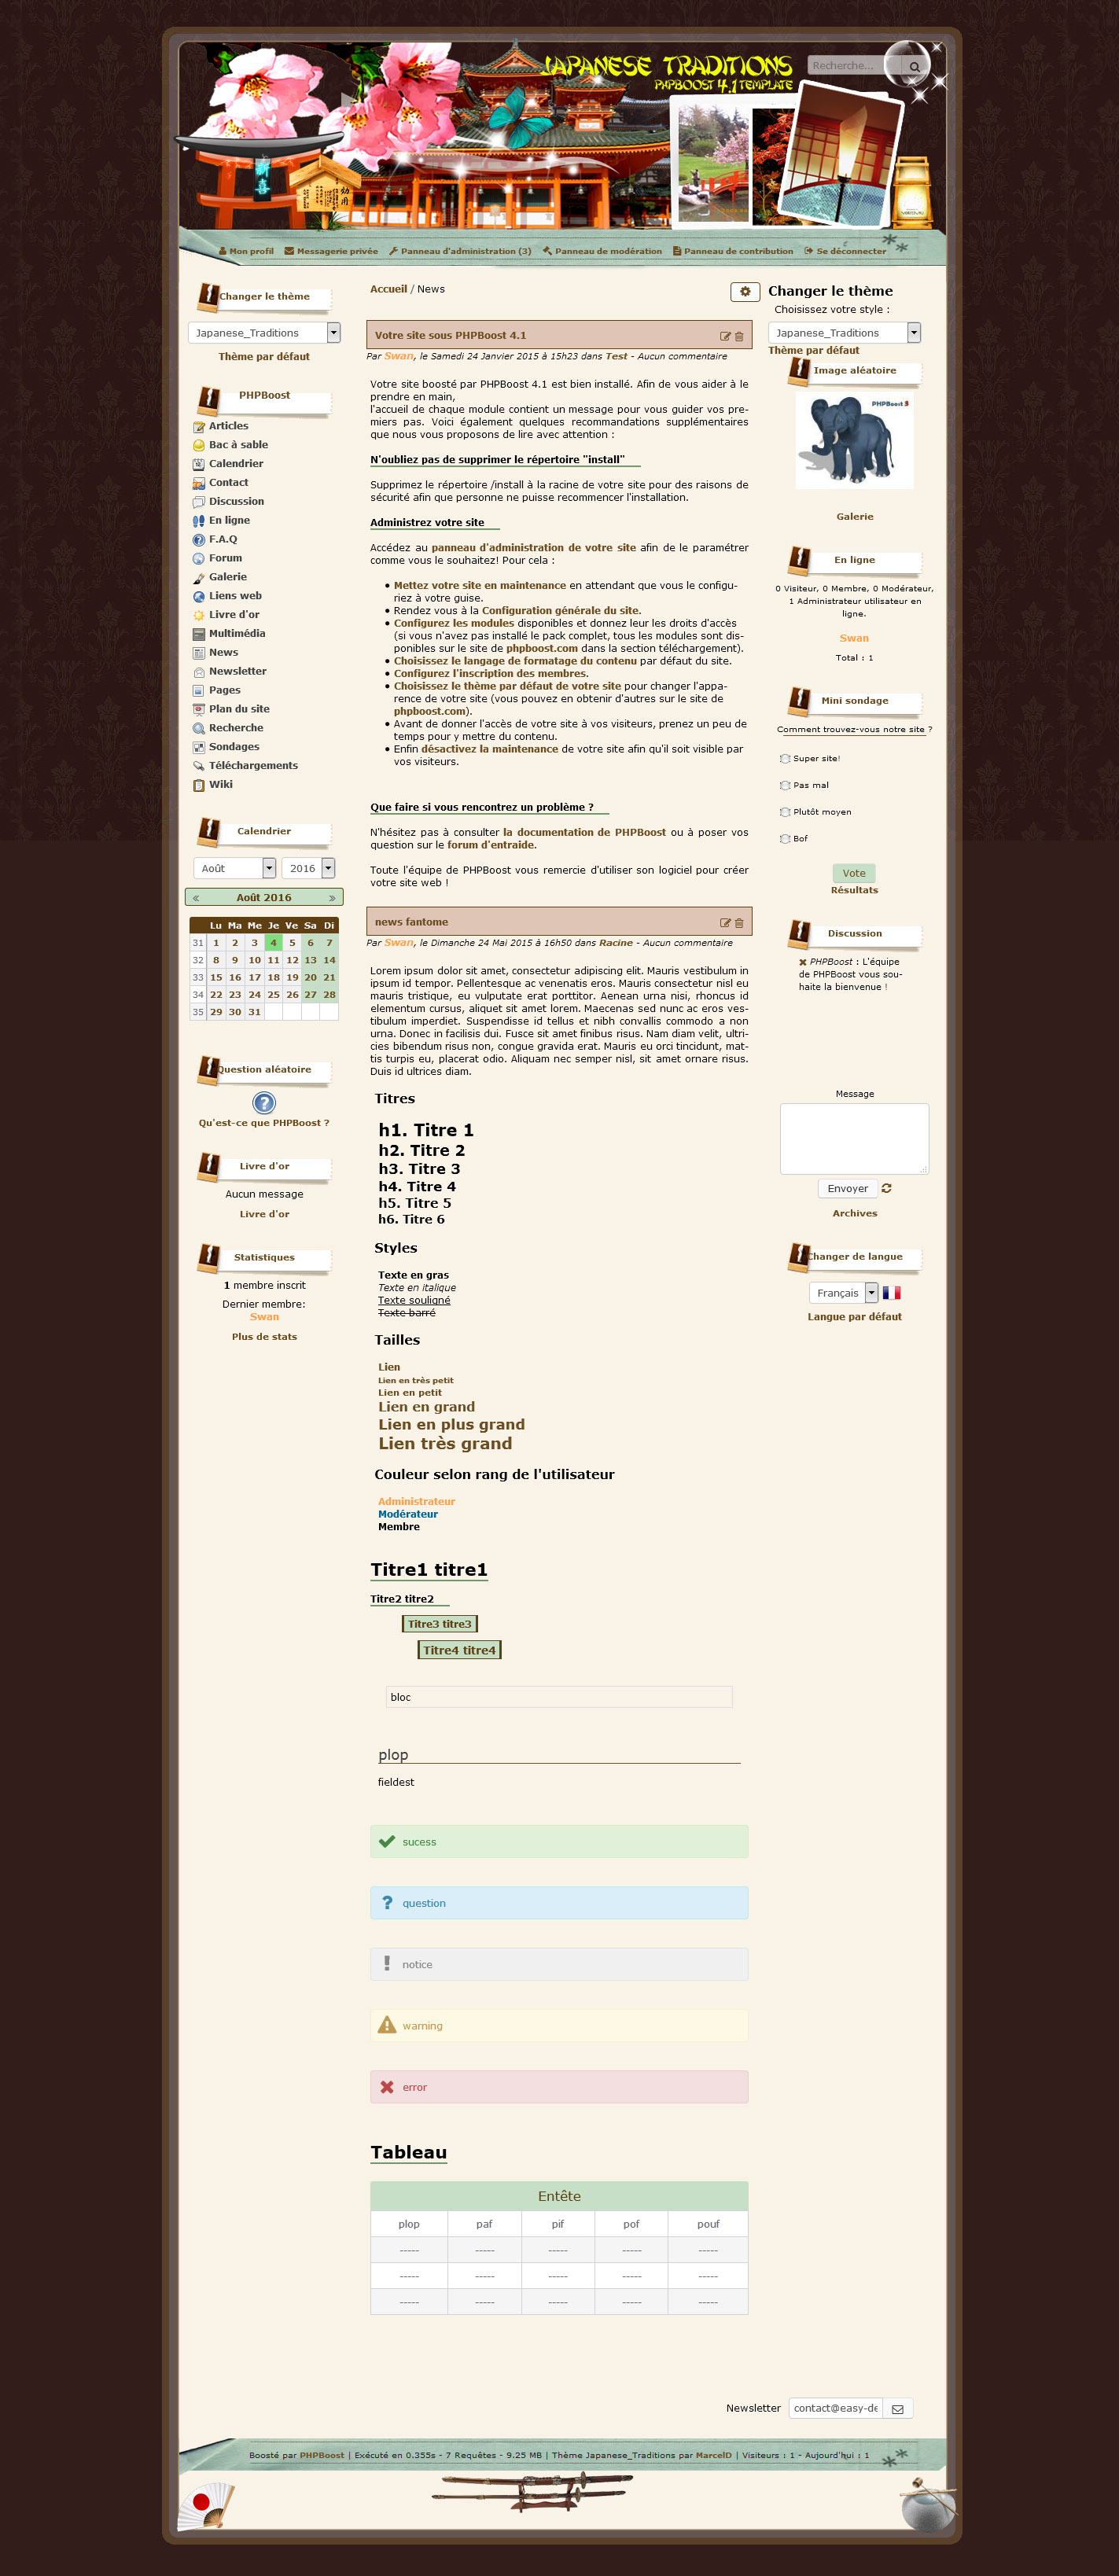 JAPANESE TRADITIONS
PHPBOOST 4.1 TEMPLATE
Recherche...
Mon profil Messagerie privée Panneau d'administration (3) Panneau de modération Panneau de contribution Se déconnecter
Changer le thème
Japanese_Traditions
Thème par défaut
PHPBoost
Articles
Bac à sable
Calendrier
Contact
Discussion
En ligne
F.A.Q
Forum
Galerie
Liens web
Livre d'or
Multimédia
News
Newsletter
Pages
Plan du site
Recherche
Sondages
Téléchargements
Wiki
Calendrier
Août 2016
« Août 2016 »
Lu Ma Me Je Ve Sa Di
31 1 2 3 4 5 6 7
32 8 9 10 11 12 13 14
33 15 16 17 18 19 20 21
34 22 23 24 25 26 27 28
35 29 30 31
Question aléatoire
Qu'est-ce que PHPBoost ?
Livre d'or
Aucun message
Livre d'or
Statistiques
1 membre inscrit
Dernier membre:
Swan
Plus de stats
Accueil / News
Votre site sous PHPBoost 4.1
Par Swan, le Samedi 24 Janvier 2015 à 15h23 dans Test - Aucun commentaire
Votre site boosté par PHPBoost 4.1 est bien installé. Afin de vous aider à le
prendre en main,
l'accueil de chaque module contient un message pour vous guider vos pre-
miers pas. Voici également quelques recommandations supplémentaires
que nous vous proposons de lire avec attention :
N'oubliez pas de supprimer le répertoire "install"
Supprimez le répertoire /install à la racine de votre site pour des raisons de
sécurité afin que personne ne puisse recommencer l'installation.
Administrez votre site
Accédez au panneau d'administration de votre site afin de le paramétrer
comme vous le souhaitez! Pour cela :
• Mettez votre site en maintenance en attendant que vous le configu-
riez à votre guise.
• Rendez vous à la Configuration générale du site.
• Configurez les modules disponibles et donnez leur les droits d'accès
(si vous n'avez pas installé le pack complet, tous les modules sont dis-
ponibles sur le site de phpboost.com dans la section téléchargement).
• Choisissez le langage de formatage du contenu par défaut du site.
• Configurez l'inscription des membres.
• Choisissez le thème par défaut de votre site pour changer l'appa-
rence de votre site (vous pouvez en obtenir d'autres sur le site de
phpboost.com).
• Avant de donner l'accès de votre site à vos visiteurs, prenez un peu de
temps pour y mettre du contenu.
• Enfin désactivez la maintenance de votre site afin qu'il soit visible par
vos visiteurs.
Que faire si vous rencontrez un problème ?
N'hésitez pas à consulter la documentation de PHPBoost ou à poser vos
question sur le forum d'entraide.
Toute l'équipe de PHPBoost vous remercie d'utiliser son logiciel pour créer
votre site web !
news fantome
Par Swan, le Dimanche 24 Mai 2015 à 16h50 dans Racine - Aucun commentaire
Lorem ipsum dolor sit amet, consectetur adipiscing elit. Mauris vestibulum in
ipsum id tempor. Pellentesque ac venenatis eros. Mauris consectetur nisl eu
mauris tristique, eu vulputate erat porttitor. Aenean urna nisi, rhoncus id
elementum cursus, aliquet sit amet lorem. Maecenas sed nunc ac eros ves-
tibulum imperdiet. Suspendisse id tellus et nibh convallis commodo a non
urna. Donec in facilisis dui. Fusce sit amet finibus risus. Nam diam velit, ultri-
cies bibendum risus non, congue gravida erat. Mauris eu orci tincidunt, mat-
tis turpis eu, placerat odio. Aliquam nec semper nisl, sit amet ornare risus.
Duis id ultrices diam.
Titres
h1. Titre 1
h2. Titre 2
h3. Titre 3
h4. Titre 4
h5. Titre 5
h6. Titre 6
Styles
Texte en gras
Texte en italique
Texte souligné
Texte barré
Tailles
Lien
Lien en très petit
Lien en petit
Lien en grand
Lien en plus grand
Lien très grand
Couleur selon rang de l'utilisateur
Administrateur
Modérateur
Membre
Titre1 titre1
Titre2 titre2
Titre3 titre3
Titre4 titre4
bloc
plop
fieldest
sucess
question
notice
warning
error
Tableau
Entête
plop paf pif pof pouf
----- ----- ----- ----- -----
----- ----- ----- ----- -----
----- ----- ----- ----- -----
Changer le thème
Choisissez votre style :
Japanese_Traditions
Thème par défaut
Image aléatoire
PHPBoost 3
Galerie
En ligne
0 Visiteur, 0 Membre, 0 Modérateur,
1 Administrateur utilisateur en
ligne.
Swan
Total : 1
Mini sondage
Comment trouvez-vous notre site ?
Super site!
Pas mal
Plutôt moyen
Bof
Vote
Résultats
Discussion
PHPBoost : L'équipe
de PHPBoost vous sou-
haite la bienvenue !
Message
Envoyer
Archives
Changer de langue
Français
Langue par défaut
Newsletter contact@easy-de
Boosté par PHPBoost | Exécuté en 0.355s - 7 Requêtes - 9.25 MB | Thème Japanese_Traditions par MarcelD | Visiteurs : 1 - Aujourd'hui : 1